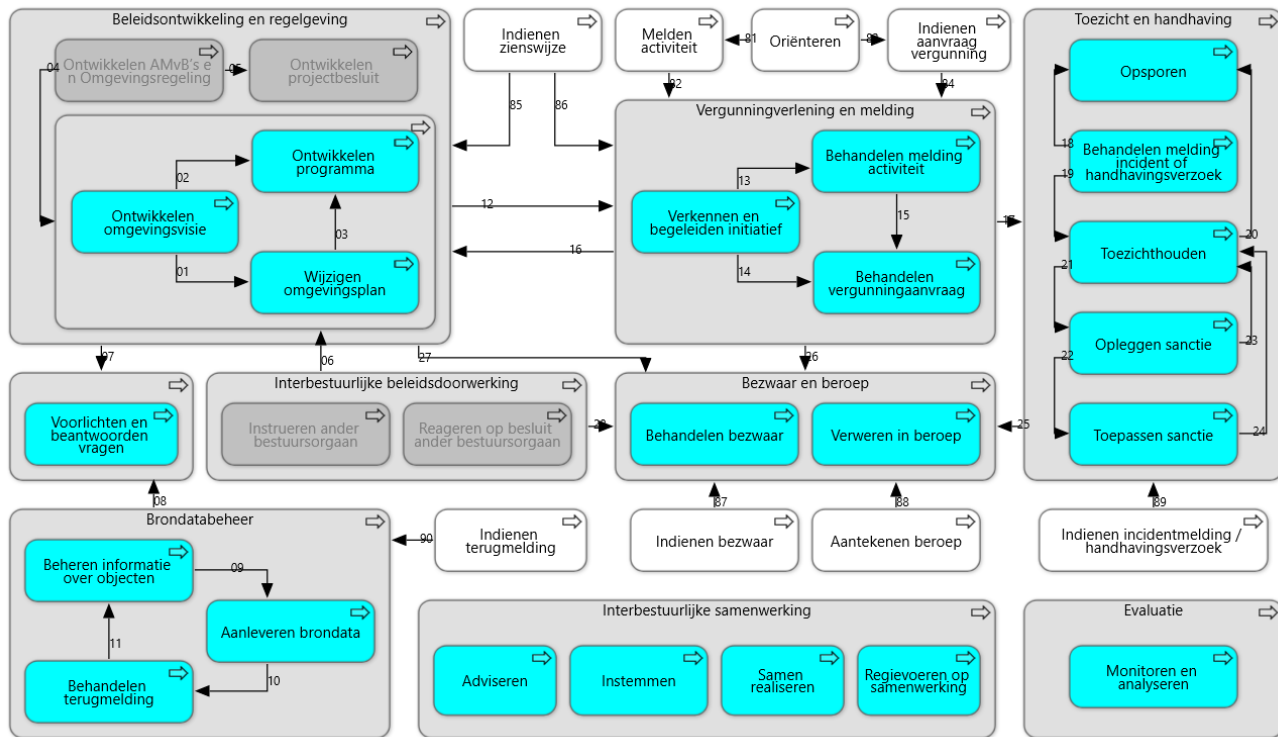 Beleidsontwikkeling en regelgeving
Ontwikkelen AMvB's e
n Omgevingsregeling
Ontwikkelen
projectbesluit
04
05
Ontwikkelen
programma
Ontwikkelen
omgevingsvisie
Wijzigen
omgevingsplan
02
03
01
Indienen
zienswijze
85
86
Melden
activiteit
81
Oriënteren
83
Indienen
aanvraag
vergunning
82
84
Vergunningverlening en melding
Behandelen melding
activiteit
Verkennen en
begeleiden initiatief
Behandelen
vergunningaanvraag
13
15
14
12
16
17
Toezicht en handhaving
Opsporen
18
Behandelen melding
incident of
handhavingsverzoek
19
Toezichthouden
20
21
Opleggen sanctie
22
23
Toepassen sanctie
24
07
06
27
26
25
Voorlichten en
beantwoorden
vragen
Interbestuurlijke beleidsdoorwerking
Instrueren ander
bestuursorgaan
Reageren op besluit
ander bestuursorgaan
Bezwaar en beroep
Behandelen bezwaar
Verweren in beroep
08
87
88
89
Brondatabeheer
Beheren informatie
over objecten
09
Aanleveren brondata
11
10
Behandelen
terugmelding
90
Indienen
terugmelding
Indienen bezwaar
Aantekenen beroep
Indienen incidentmelding /
handhavingsverzoek
Interbestuurlijke samenwerking
Adviseren
Instemmen
Samen
realiseren
Regievoeren op
samenwerking
Evaluatie
Monitoren en
analyseren